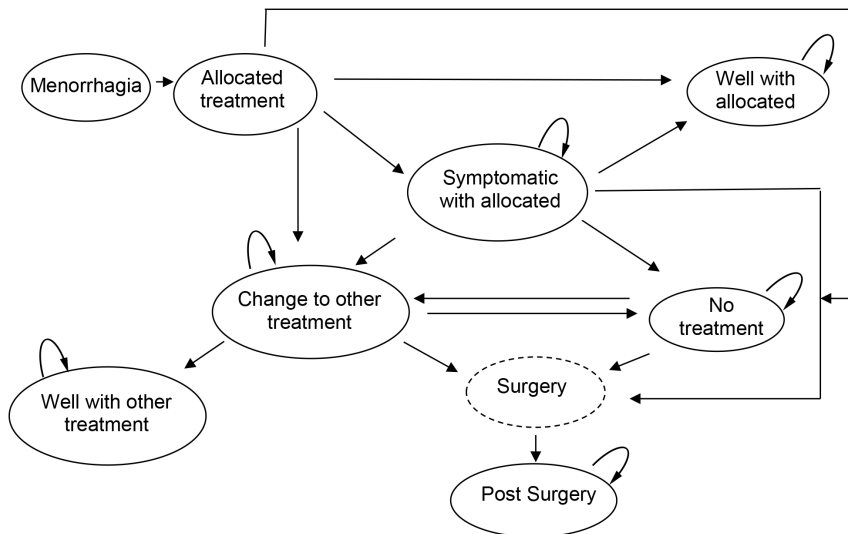 Menorrhagia
Allocated
treatment
Well with
allocated
Symptomatic
with allocated
Change to other
treatment
No
treatment
Surgery
Well with other
treatment
Post Surgery